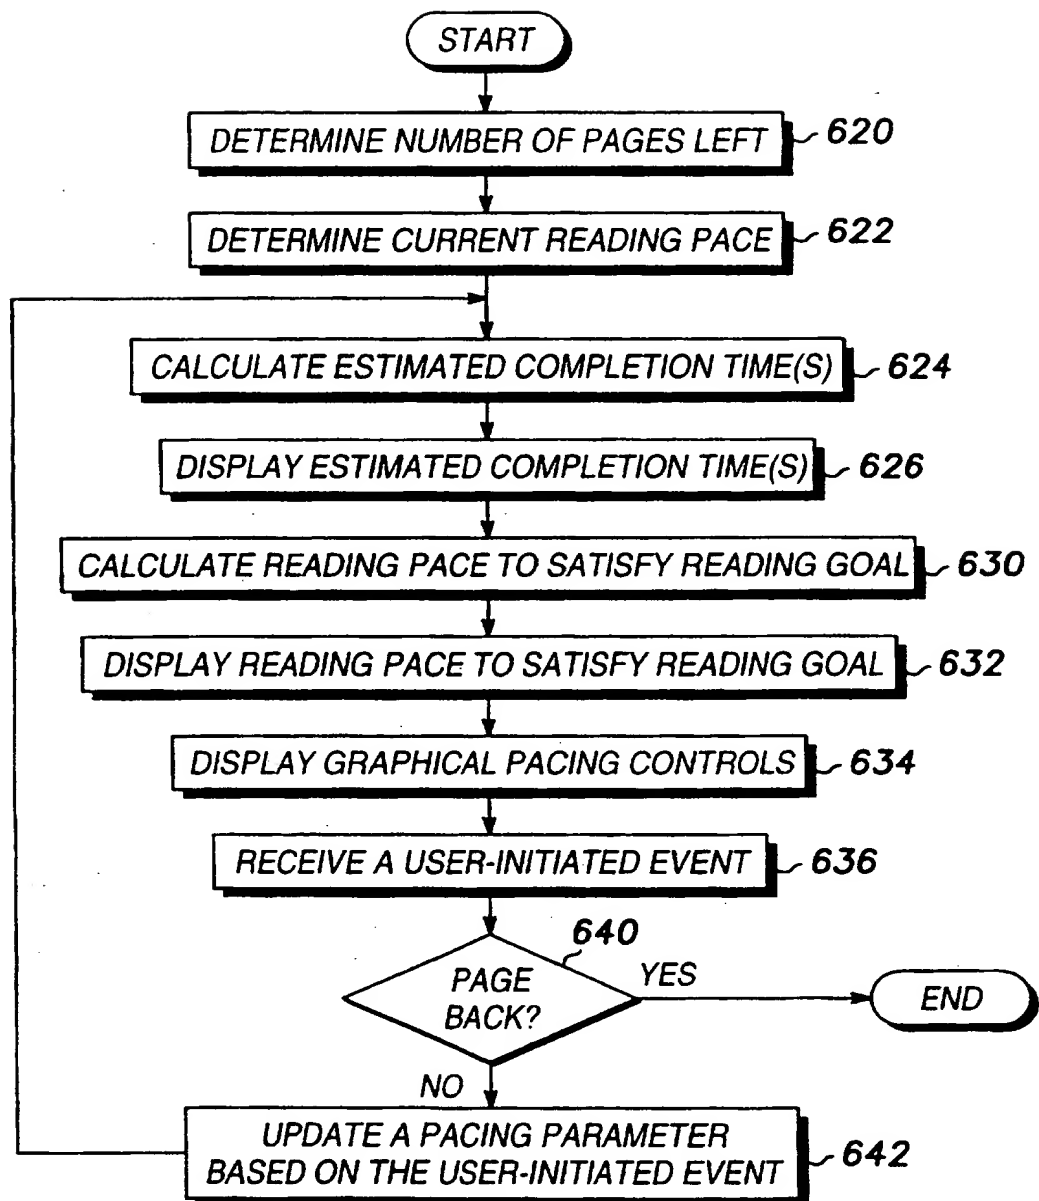 START
DETERMINE NUMBER OF PAGES LEFT 620
DETERMINE CURRENT READING PACE 622
CALCULATE ESTIMATED COMPLETION TIME(S) 624
DISPLAY ESTIMATED COMPLETION TIME(S) 626
CALCULATE READING PACE TO SATISFY READING GOAL 630
DISPLAY READING PACE TO SATISFY READING GOAL 632
DISPLAY GRAPHICAL PACING CONTROLS 634
RECEIVE A USER-INITIATED EVENT 636
640
PAGE
BACK?
YES
END
NO
UPDATE A PACING PARAMETER
BASED ON THE USER-INITIATED EVENT 642